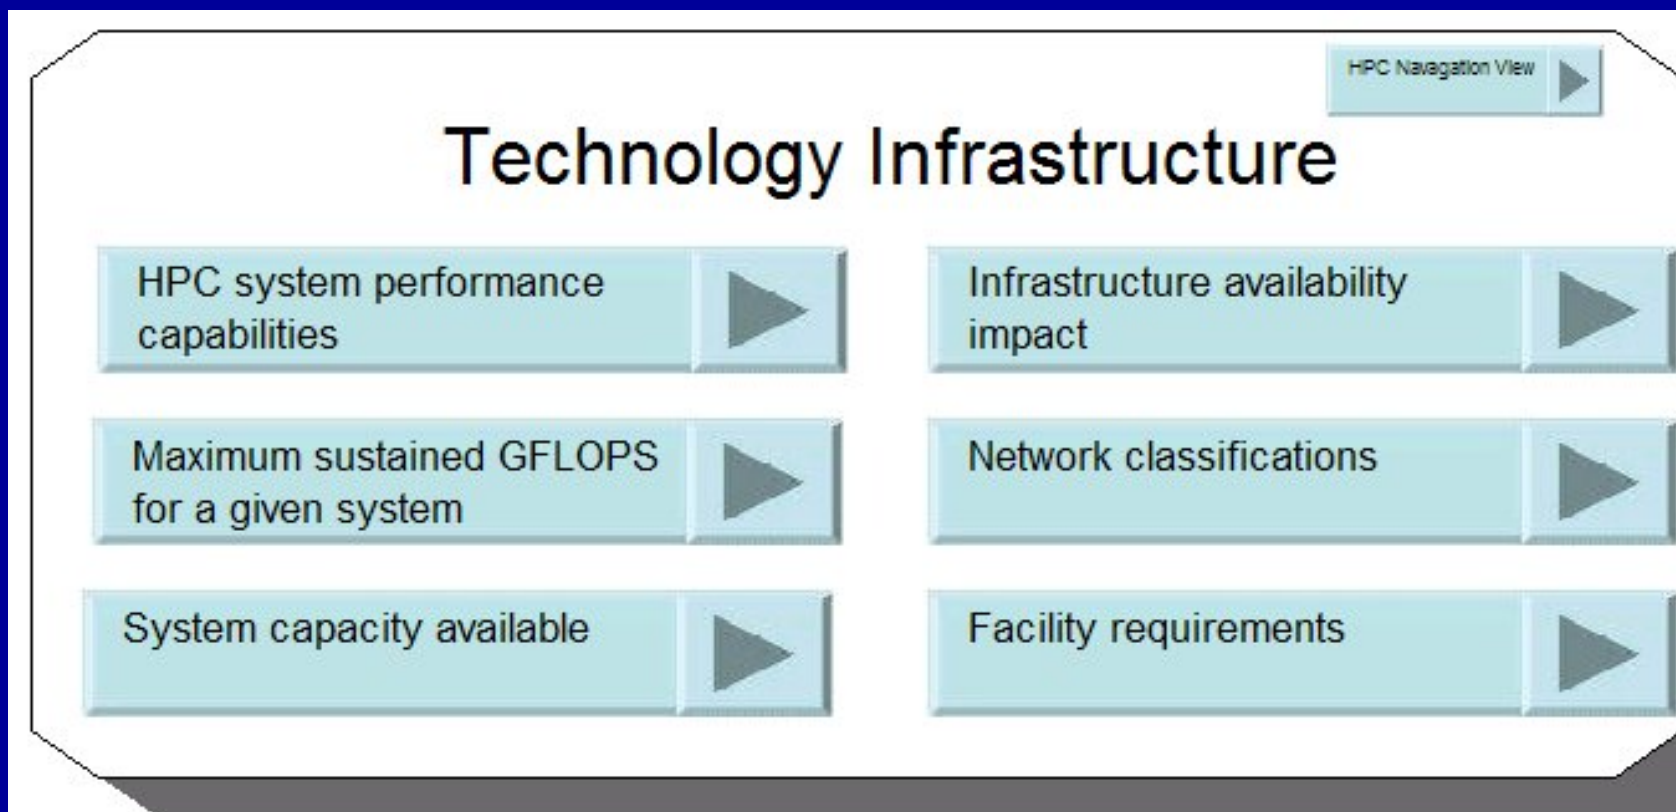 HPC Navagation View
Technology Infrastructure
HPC system performance
capabilities
Maximum sustained GFLOPS
for a given system
System capacity available
Infrastructure availability
impact
Network classifications
Facility requirements